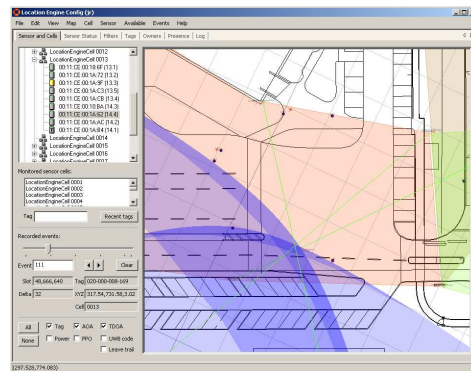 Location Engine Config (jr)
File Edit View Map Cell Sensor Available Events Help
Sensor and Cells Sensor Status Filters Tags Owners Presence Log
LocationEngineCell 0012
LocationEngineCell 0013
00:11:CE:00:18:6F (13.1)
00:11:CE:00:1A:72 (13.2)
00:11:CE:00:1A:9F (13.3)
00:11:CE:00:1A:C3 (13.5)
00:11:CE:00:1A:CB (13.4)
00:11:CE:00:10:BA (14.3)
00:11:CE:00:1A:62 (14.4)
00:11:CE:00:1A:AC (14.2)
00:11:CE:00:1A:84 (14.1)
LocationEngineCell 0014
LocationEngineCell 0015
LocationEngineCell 0016
LocationEngineCell 0017
Monitored sensor cells:
LocationEngineCell 0001
LocationEngineCell 0002
LocationEngineCell 0003
LocationEngineCell 0004
Tag Recent tags
Recorded events:
Event 111 Clear
Slot 48,666,640 Tag 020-000-008-169
Delta 32 XYZ 317.54,731.58,3.02
Cell 0013
All Tag AOA TDOA
None Power PPO UWB code
Leave trail
(297.528,774.083)